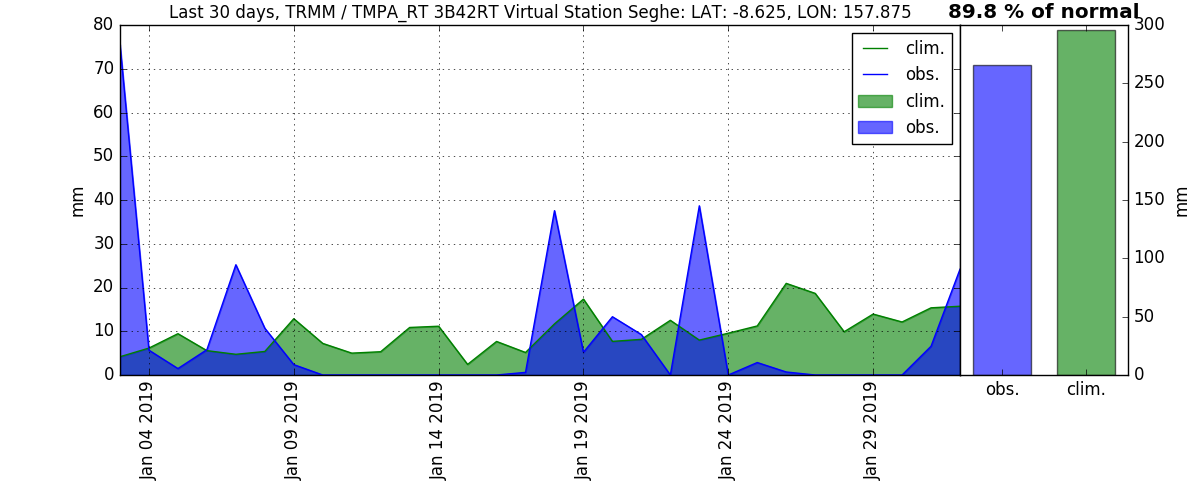 Last 30 days, TRMM / TMPA_RT 3B42RT Virtual Station Seghe: LAT: -8.625, LON: 157.875
89.8 % of normal
80
70
60
50
40
30
20
10
0
mm
clim.
obs.
clim.
obs.
Jan 04 2019
Jan 09 2019
Jan 14 2019
Jan 19 2019
Jan 24 2019
Jan 29 2019
300
250
200
150
100
50
0
mm
obs.
clim.